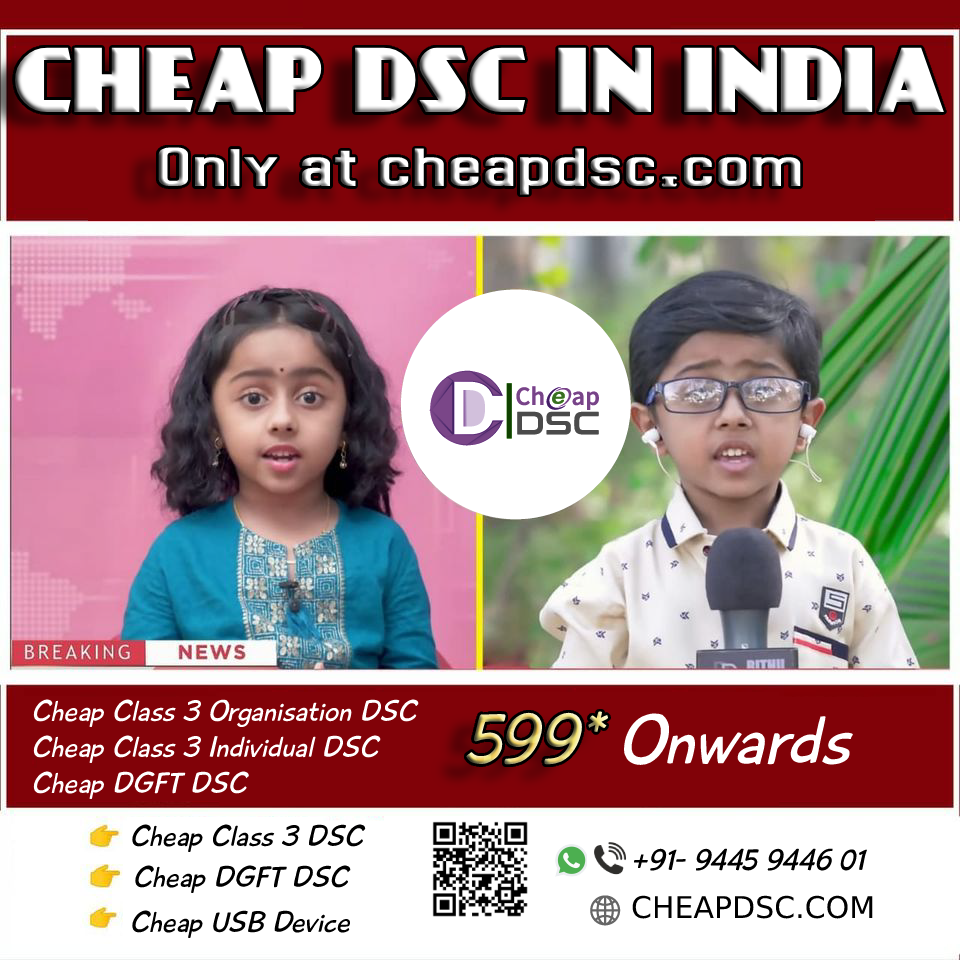 CHEAP DSC IN INDIA
Only at cheapdsc.com
Cheap
DSC
BREAKING NEWS
Cheap Class 3 Organisation DSC
Cheap Class 3 Individual DSC
Cheap DGFT DSC
599* Onwards
Cheap Class 3 DSC
Cheap DGFT DSC
Cheap USB Device
+91- 9445 9446 01
CHEAPDSC.COM